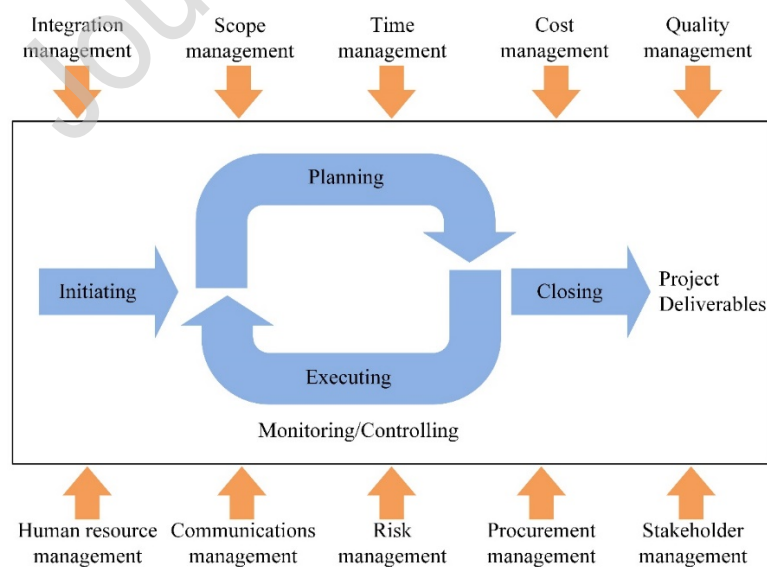 Integration management
Scope management
Time management
Cost management
Quality management
Planning
Initiating
Closing
Project
Deliverables
Executing
Monitoring/Controlling
Human resource management
Communications management
Risk management
Procurement management
Stakeholder management